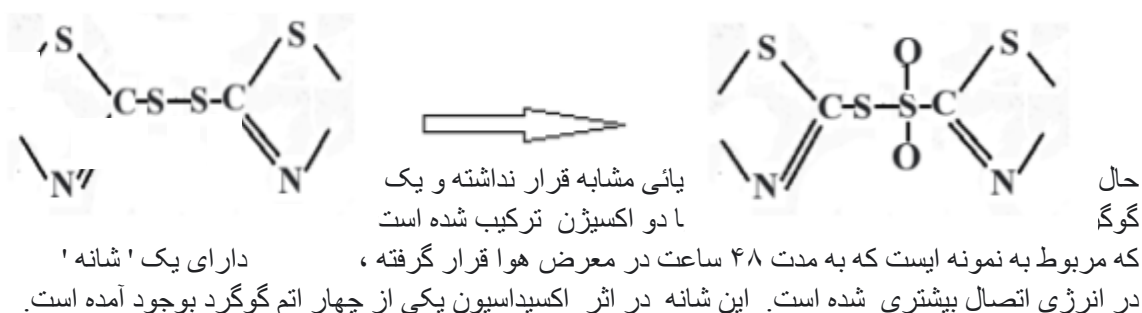 S S S O S
C-S-S-C C-S-S-C
N N N O N
حال یائی مشابه قرار نداشته و یک
گوگر ا دو اکسیژن ترکیب شده است
که مربوط به نمونه ایست که به مدت ۴۸ ساعت در معرض هوا قرار گرفته ، دارای یک ' شانه '
در انرژی اتصال بیشتری شده است. این شانه در اثر اکسیداسیون یکی از چهار اتم گوگرد بوجود آمده است.